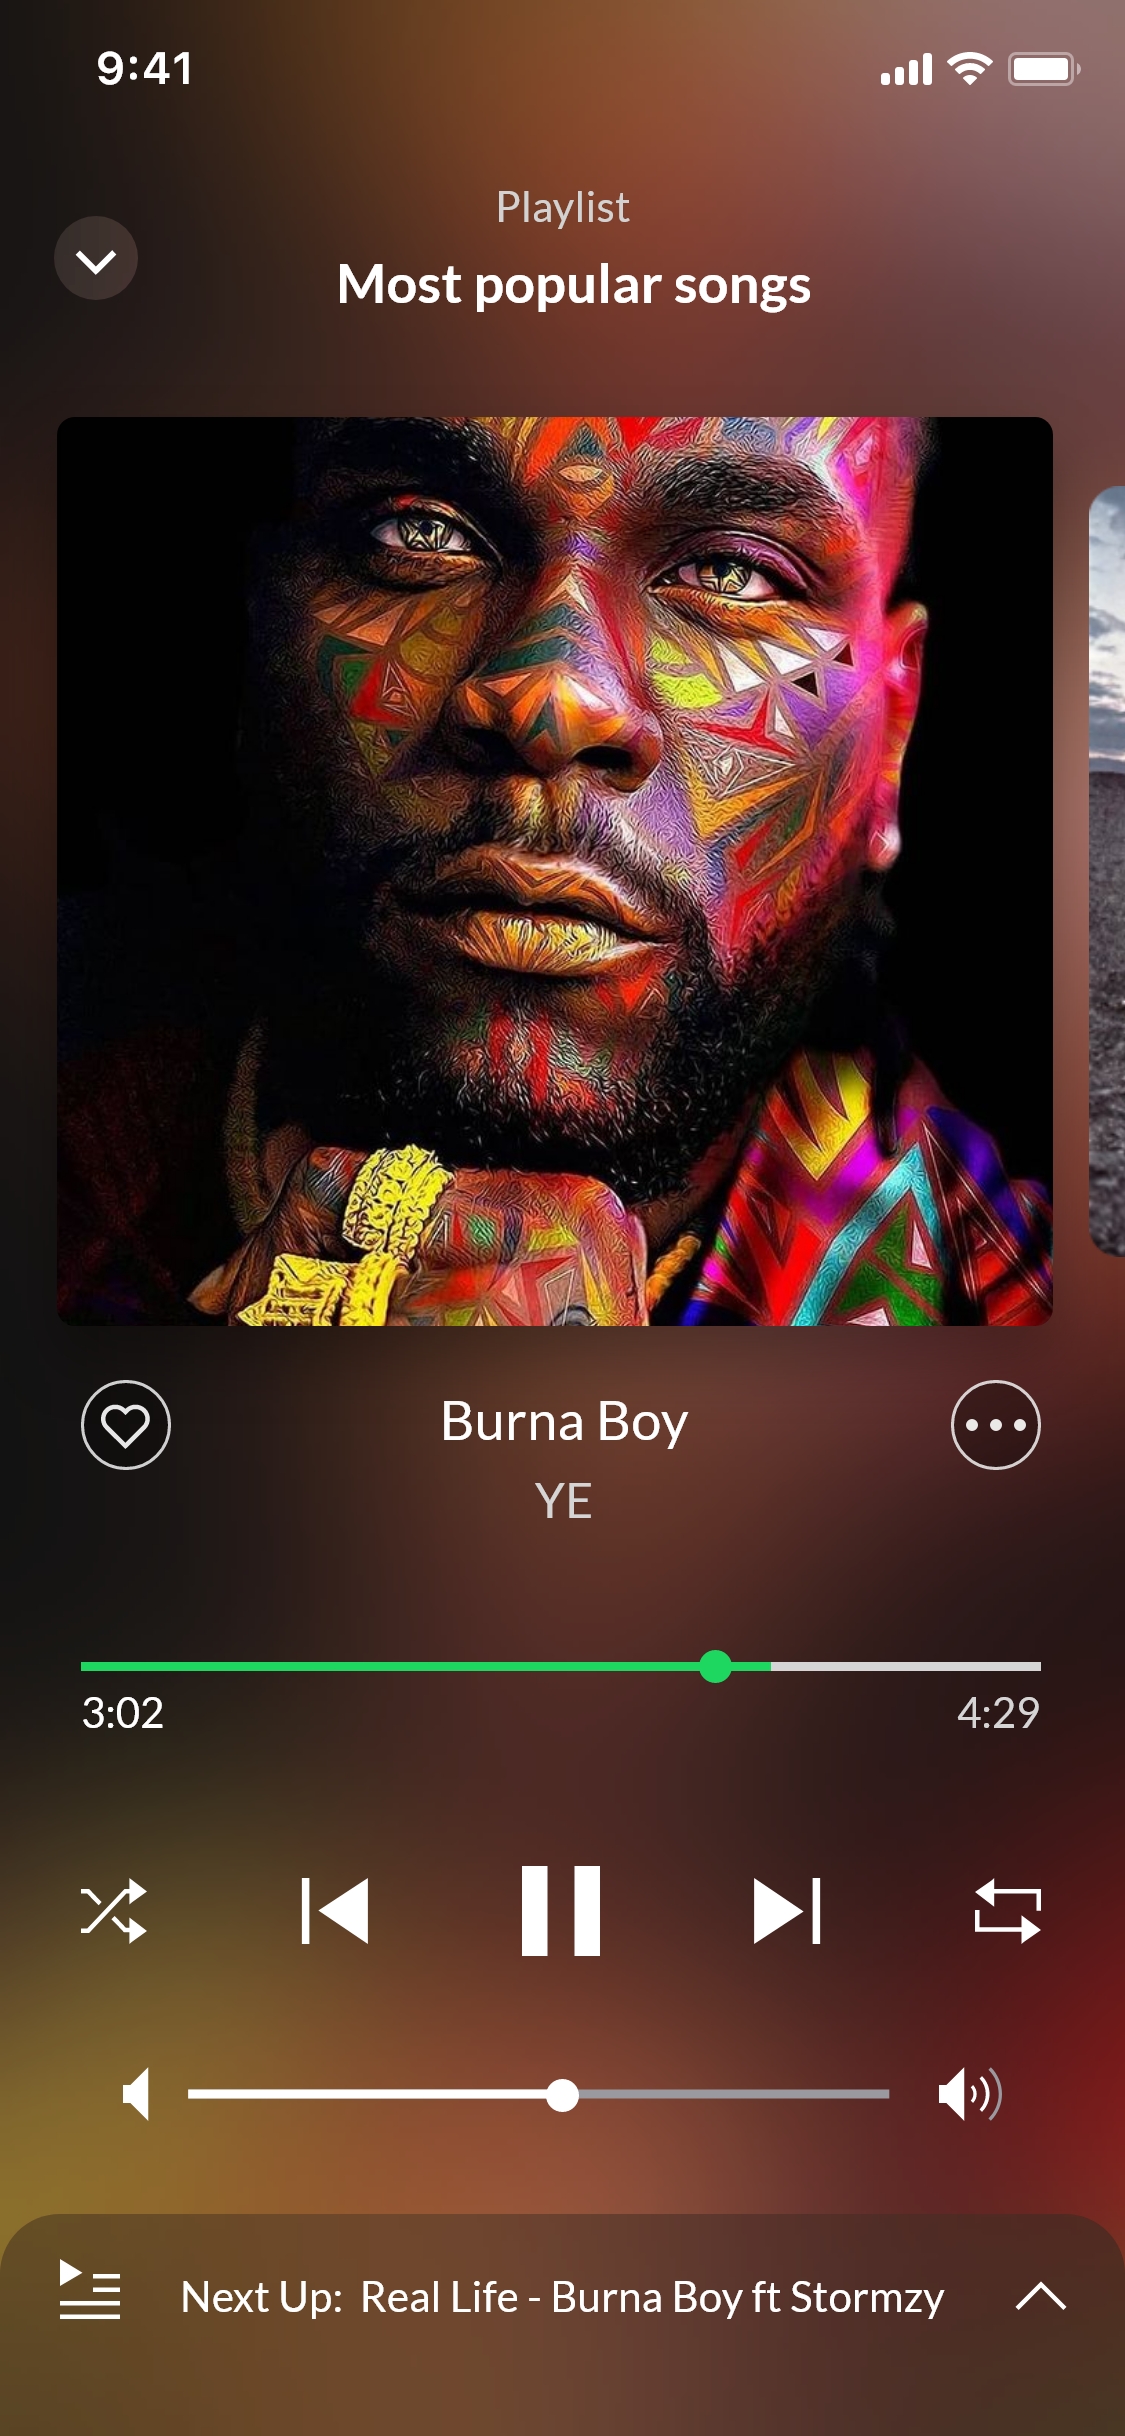 9:41
Playlist
Most popular songs
Burna Boy
YE
3:02
4:29
Next Up: Real Life - Burna Boy ft Stormzy